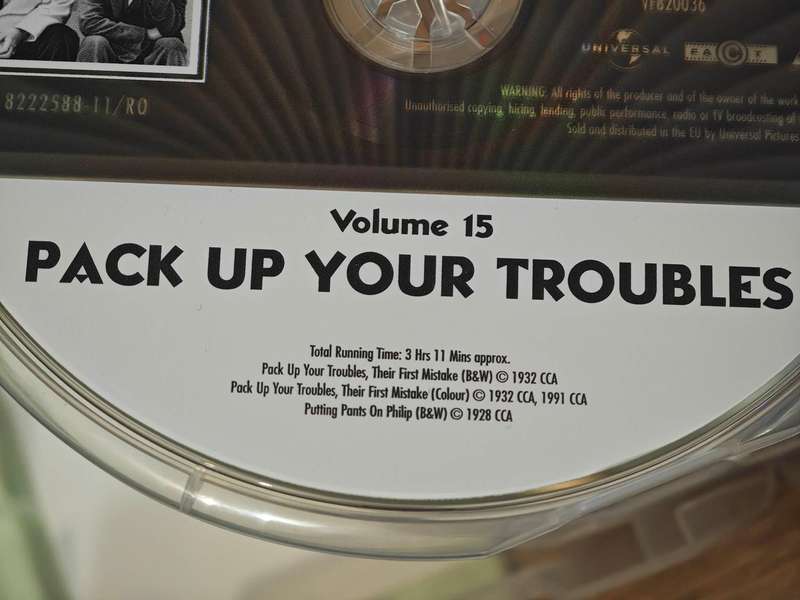 VFB20036
UNIVERSAL
FACT
8222588-11/R0
WARNING: All rights of the producer and of the owner of the work
Unauthorised copying, hiring, lending, public performance, radio or TV broadcasting of
Sold and distributed in the EU by Universal Pictures
Volume 15
PACK UP YOUR TROUBLES
Total Running Time: 3 Hrs 11 Mins approx.
Pack Up Your Troubles, Their First Mistake (B&W) © 1932 CCA
Pack Up Your Troubles, Their First Mistake (Colour) © 1932 CCA, 1991 CCA
Putting Pants On Philip (B&W) © 1928 CCA